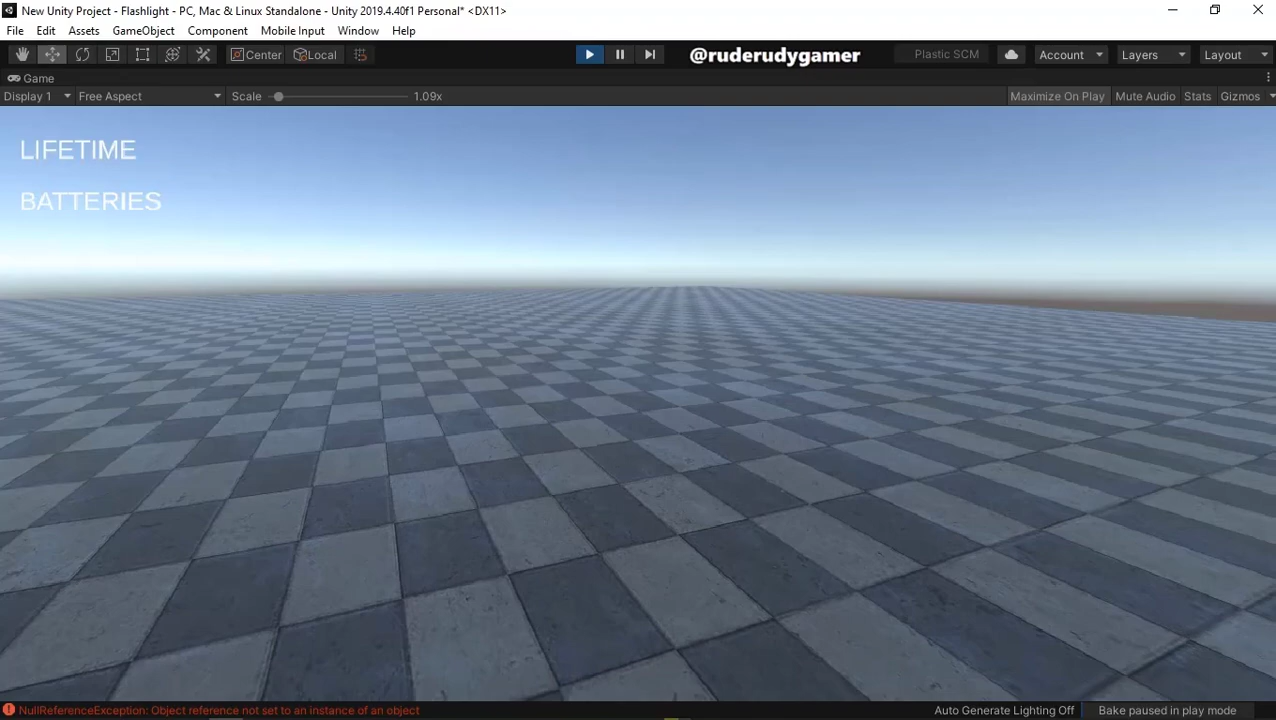 New Unity Project - Flashlight - PC, Mac & Linux Standalone - Unity 2019.4.40f1 Personal* <DX11>
File Edit Assets GameObject Component Mobile Input Window Help
Center Local @ruderudygamer Plastic SCM Account Layers Layout
Game
Display 1 Free Aspect Scale 1.09x Maximize On Play Mute Audio Stats Gizmos
LIFETIME
BATTERIES
NullReferenceException: Object reference not set to an instance of an object Auto Generate Lighting Off Bake paused in play mode